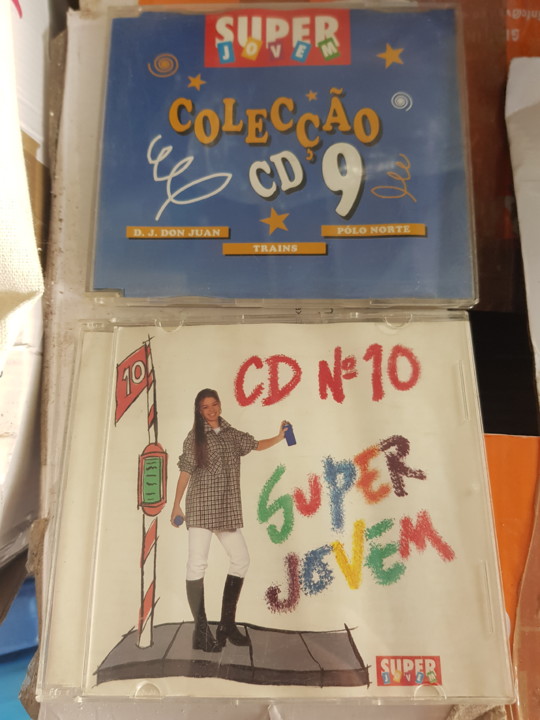 SUPER
JOVEM
COLECÇÃO
CD 9
D. J. DON JUAN
PÓLO NORTE
TRAINS
10
CD Nº 10
SUPER
JOVEM
SUPER
JOVEM